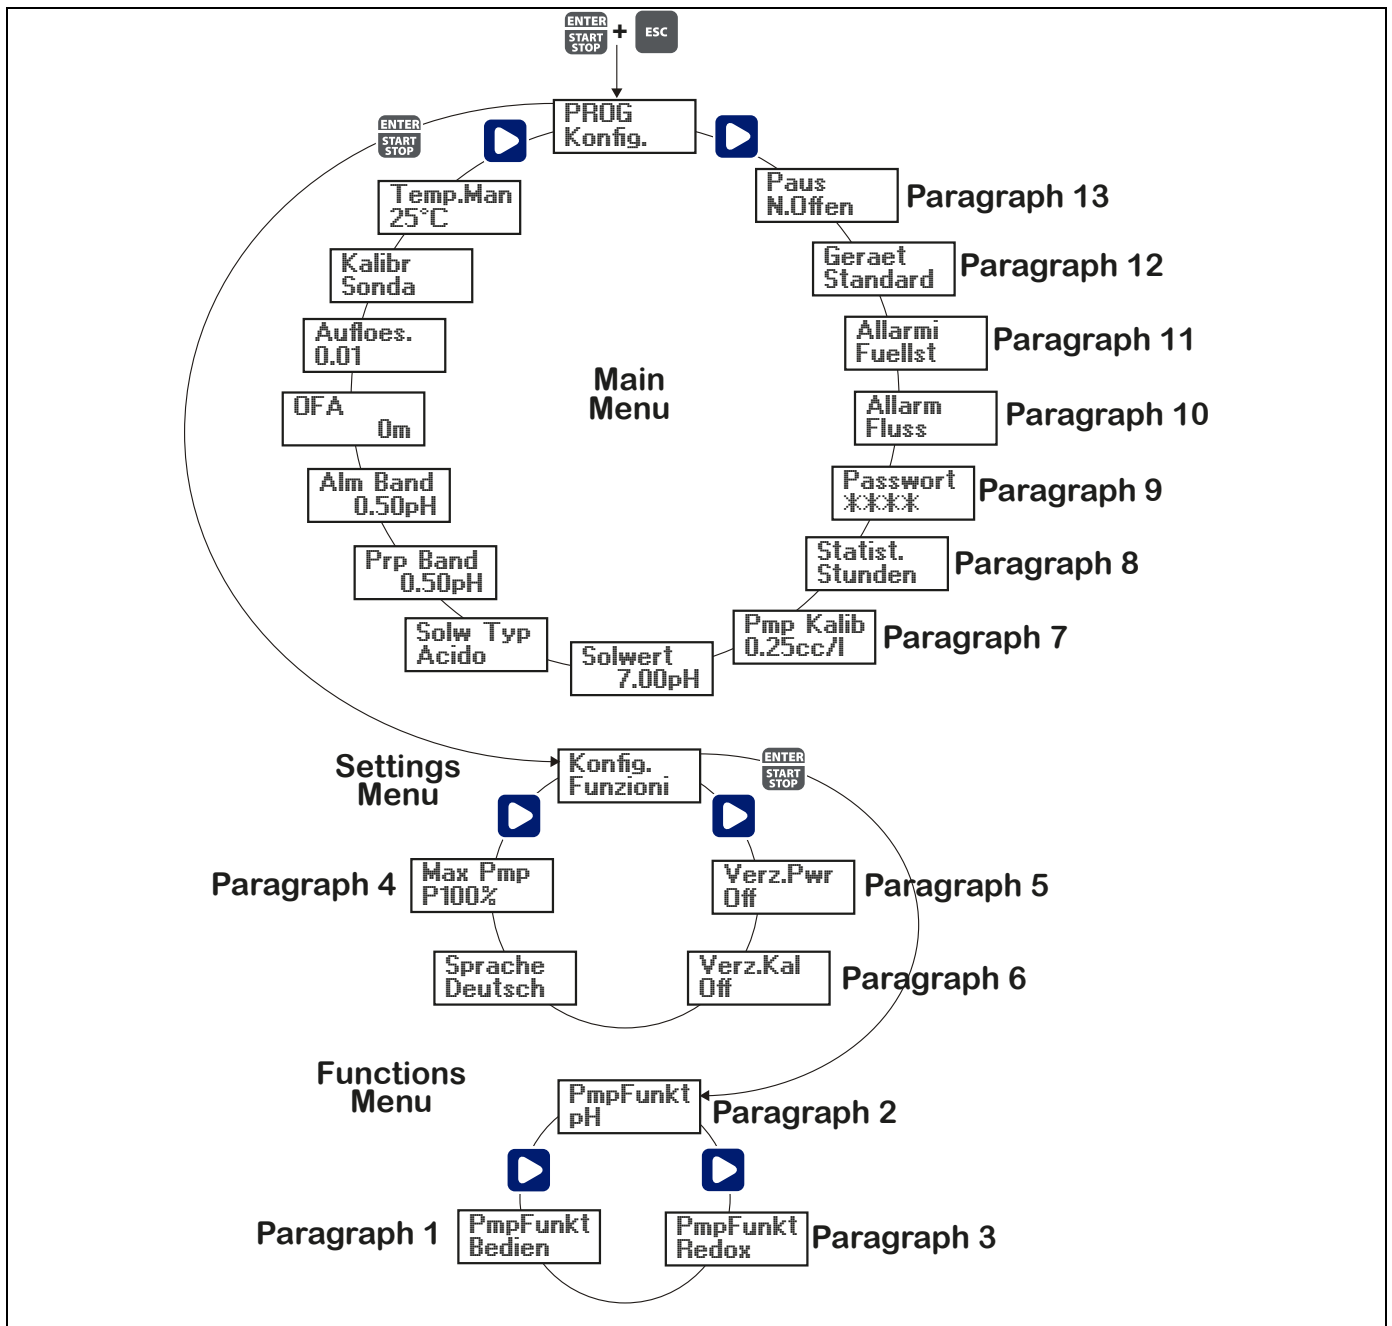 ENTER
START
STOP
+
ESC
PROG
Konfig.
ENTER
START
STOP
Temp.Man
25°C
Paus
N.Offen
Paragraph 13
Kalibr
Sonda
Geraet
Standard
Paragraph 12
Aufloes.
0.01
Allarmi
Fuellst
Paragraph 11
Main
Menu
OFA
0m
Allarm
Fluss
Paragraph 10
Alm Band
0.50pH
Passwort
****
Paragraph 9
Prp Band
0.50pH
Statist.
Stunden
Paragraph 8
Solw Typ
Acido
Solwert
7.00pH
Pmp Kalib
0.25cc/l
Paragraph 7
Settings
Menu
Konfig.
Funzioni
ENTER
START
STOP
Paragraph 4
Max Pmp
P100%
Verz.Pwr
Off
Paragraph 5
Sprache
Deutsch
Verz.Kal
Off
Paragraph 6
Functions
Menu
PmpFunkt
pH
Paragraph 2
Paragraph 1
PmpFunkt
Bedien
PmpFunkt
Redox
Paragraph 3